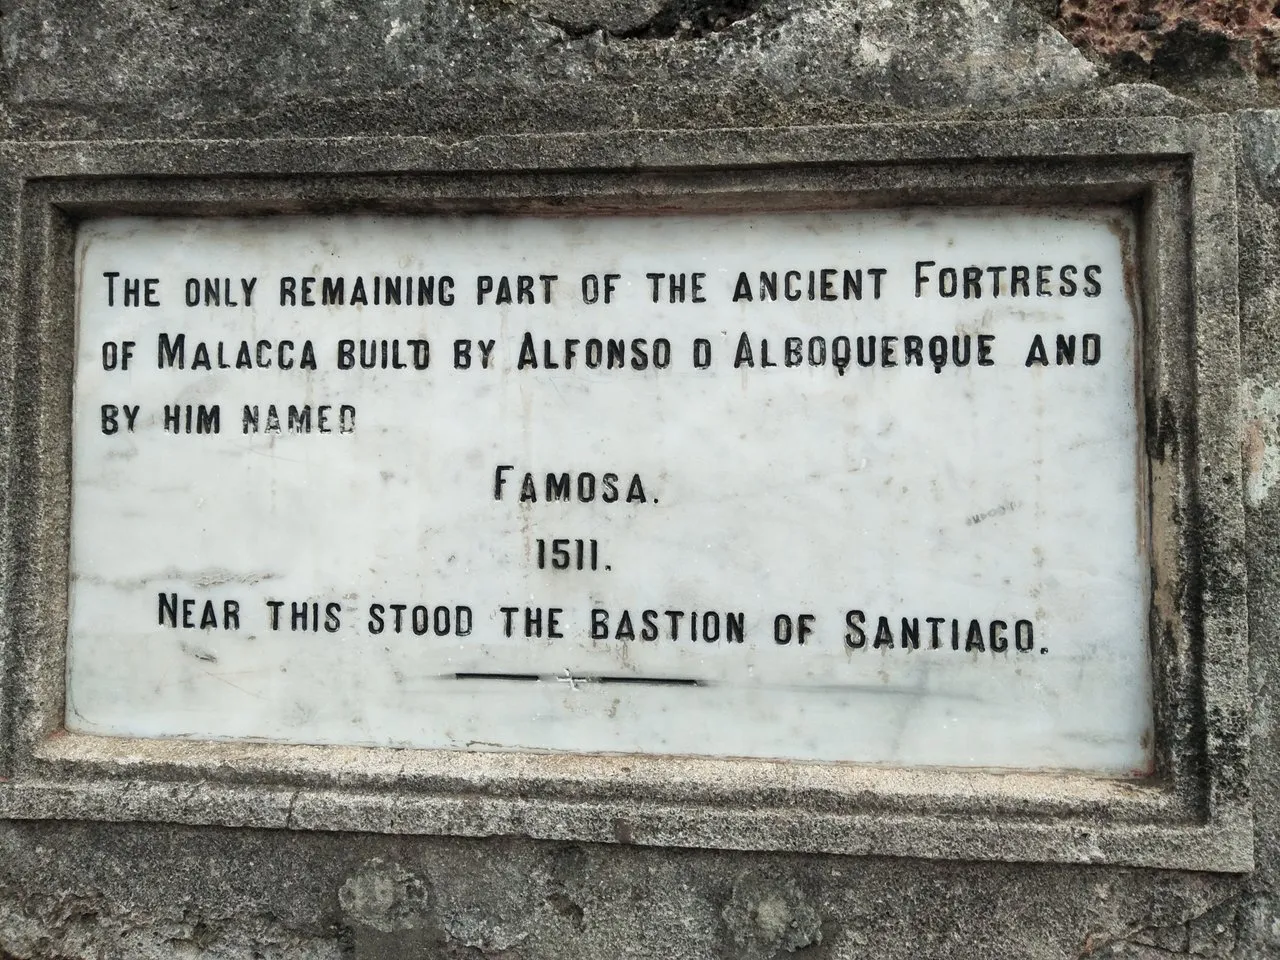 THE ONLY REMAINING PART OF THE ANCIENT FORTRESS
OF MALACCA BUILD BY ALFONSO D ALBOQUERQUE AND
BY HIM NAMED
FAMOSA.
1511.
NEAR THIS STOOD THE BASTION OF SANTIAGO.